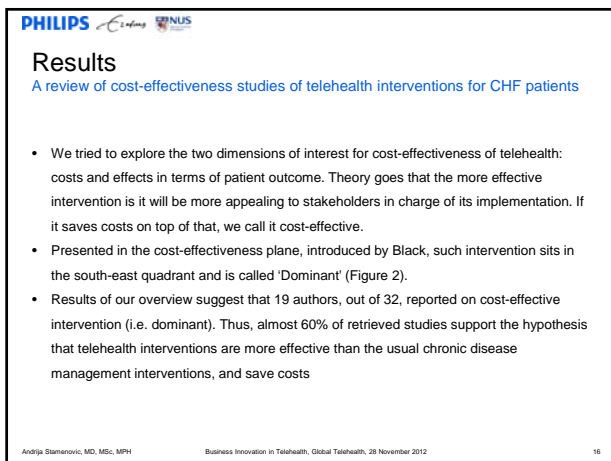 PHILIPS Erasmus NUS
Results
A review of cost-effectiveness studies of telehealth interventions for CHF patients
• We tried to explore the two dimensions of interest for cost-effectiveness of telehealth:
costs and effects in terms of patient outcome. Theory goes that the more effective
intervention is it will be more appealing to stakeholders in charge of its implementation. If
it saves costs on top of that, we call it cost-effective.
• Presented in the cost-effectiveness plane, introduced by Black, such intervention sits in
the south-east quadrant and is called ‘Dominant’ (Figure 2).
• Results of our overview suggest that 19 authors, out of 32, reported on cost-effective
intervention (i.e. dominant). Thus, almost 60% of retrieved studies support the hypothesis
that telehealth interventions are more effective than the usual chronic disease
management interventions, and save costs
Andrija Stamenovic, MD, MSc, MPH Business Innovation in Telehealth, Global Telehealth, 28 November 2012 16